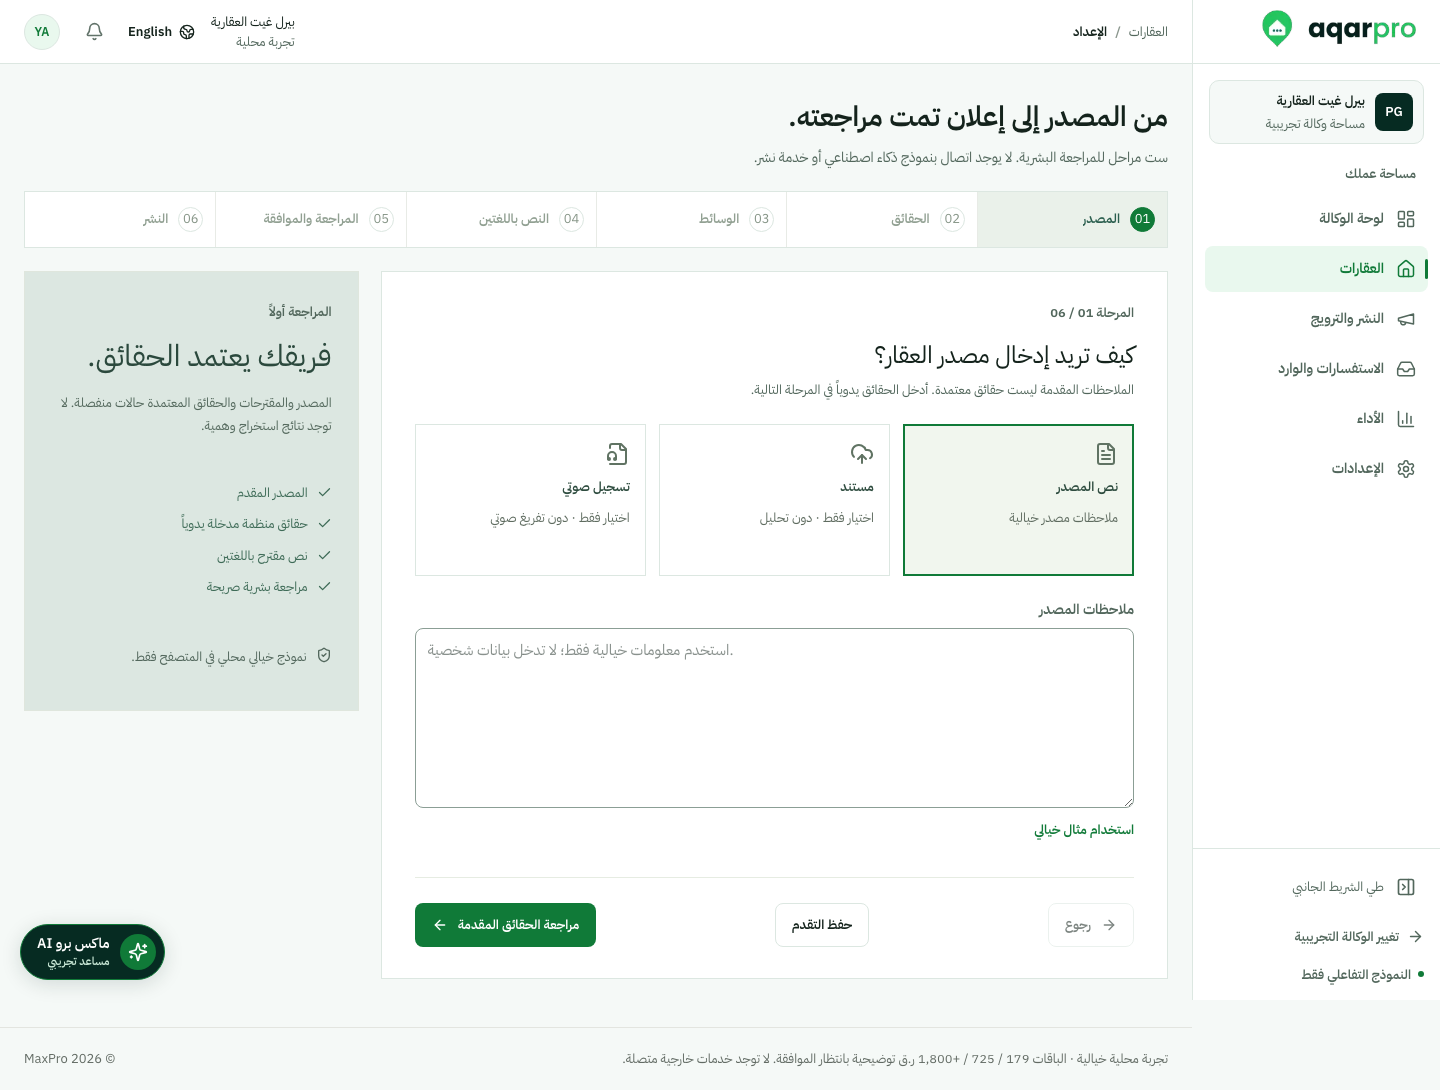 aqarpro
PG
بيرل غيت العقارية
مساحة وكالة تجريبية
مساحة عملك
لوحة الوكالة
العقارات
النشر والترويج
الاستفسارات والوارد
الأداء
الإعدادات
طي الشريط الجانبي
تغيير الوكالة التجريبية
النموذج التفاعلي فقط
العقارات / الإعداد
بيرل غيت العقارية
تجربة محلية
English
YA
من المصدر إلى إعلان تمت مراجعته.
ست مراحل للمراجعة البشرية. لا يوجد اتصال بنموذج ذكاء اصطناعي أو خدمة نشر.
01 المصدر
02 الحقائق
03 الوسائط
04 النص باللغتين
05 المراجعة والموافقة
06 النشر
المرحلة 01 / 06
كيف تريد إدخال مصدر العقار؟
الملاحظات المقدمة ليست حقائق معتمدة. أدخل الحقائق يدوياً في المرحلة التالية.
نص المصدر
ملاحظات مصدر خيالية
مستند
اختيار فقط · دون تحليل
تسجيل صوتي
اختيار فقط · دون تفريغ صوتي
ملاحظات المصدر
استخدم معلومات خيالية فقط؛ لا تدخل بيانات شخصية.
استخدام مثال خيالي
رجوع
حفظ التقدم
مراجعة الحقائق المقدمة
المراجعة أولاً
فريقك يعتمد الحقائق.
المصدر والمقترحات والحقائق المعتمدة حالات منفصلة. لا
توجد نتائج استخراج وهمية.
المصدر المقدم
حقائق منظمة مدخلة يدوياً
نص مقترح باللغتين
مراجعة بشرية صريحة
نموذج خيالي محلي في المتصفح فقط.
ماكس برو AI
مساعد تجريبي
تجربة محلية خيالية · الباقات 179 / 725 / +1,800 ر.ق توضيحية بانتظار الموافقة. لا توجد خدمات خارجية متصلة.
© 2026 MaxPro